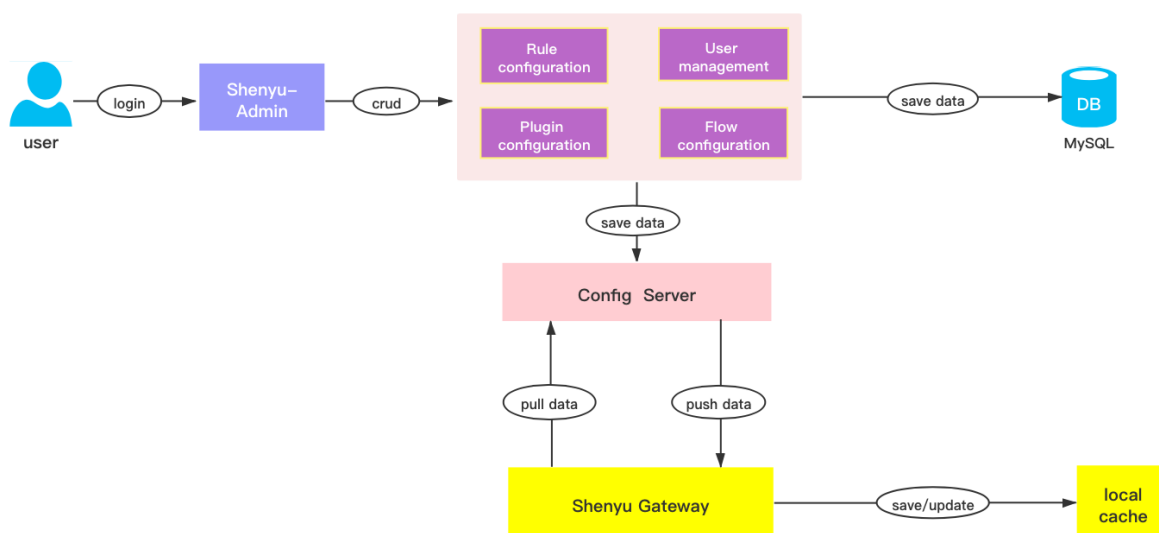 Rule
configuration
User
management
login
Shenyu-
Admin
crud
save data
DB
user
Plugin
configuration
Flow
configuration
MySQL
save data
Config Server
pull data
push data
Shenyu Gateway
save/update
local
cache